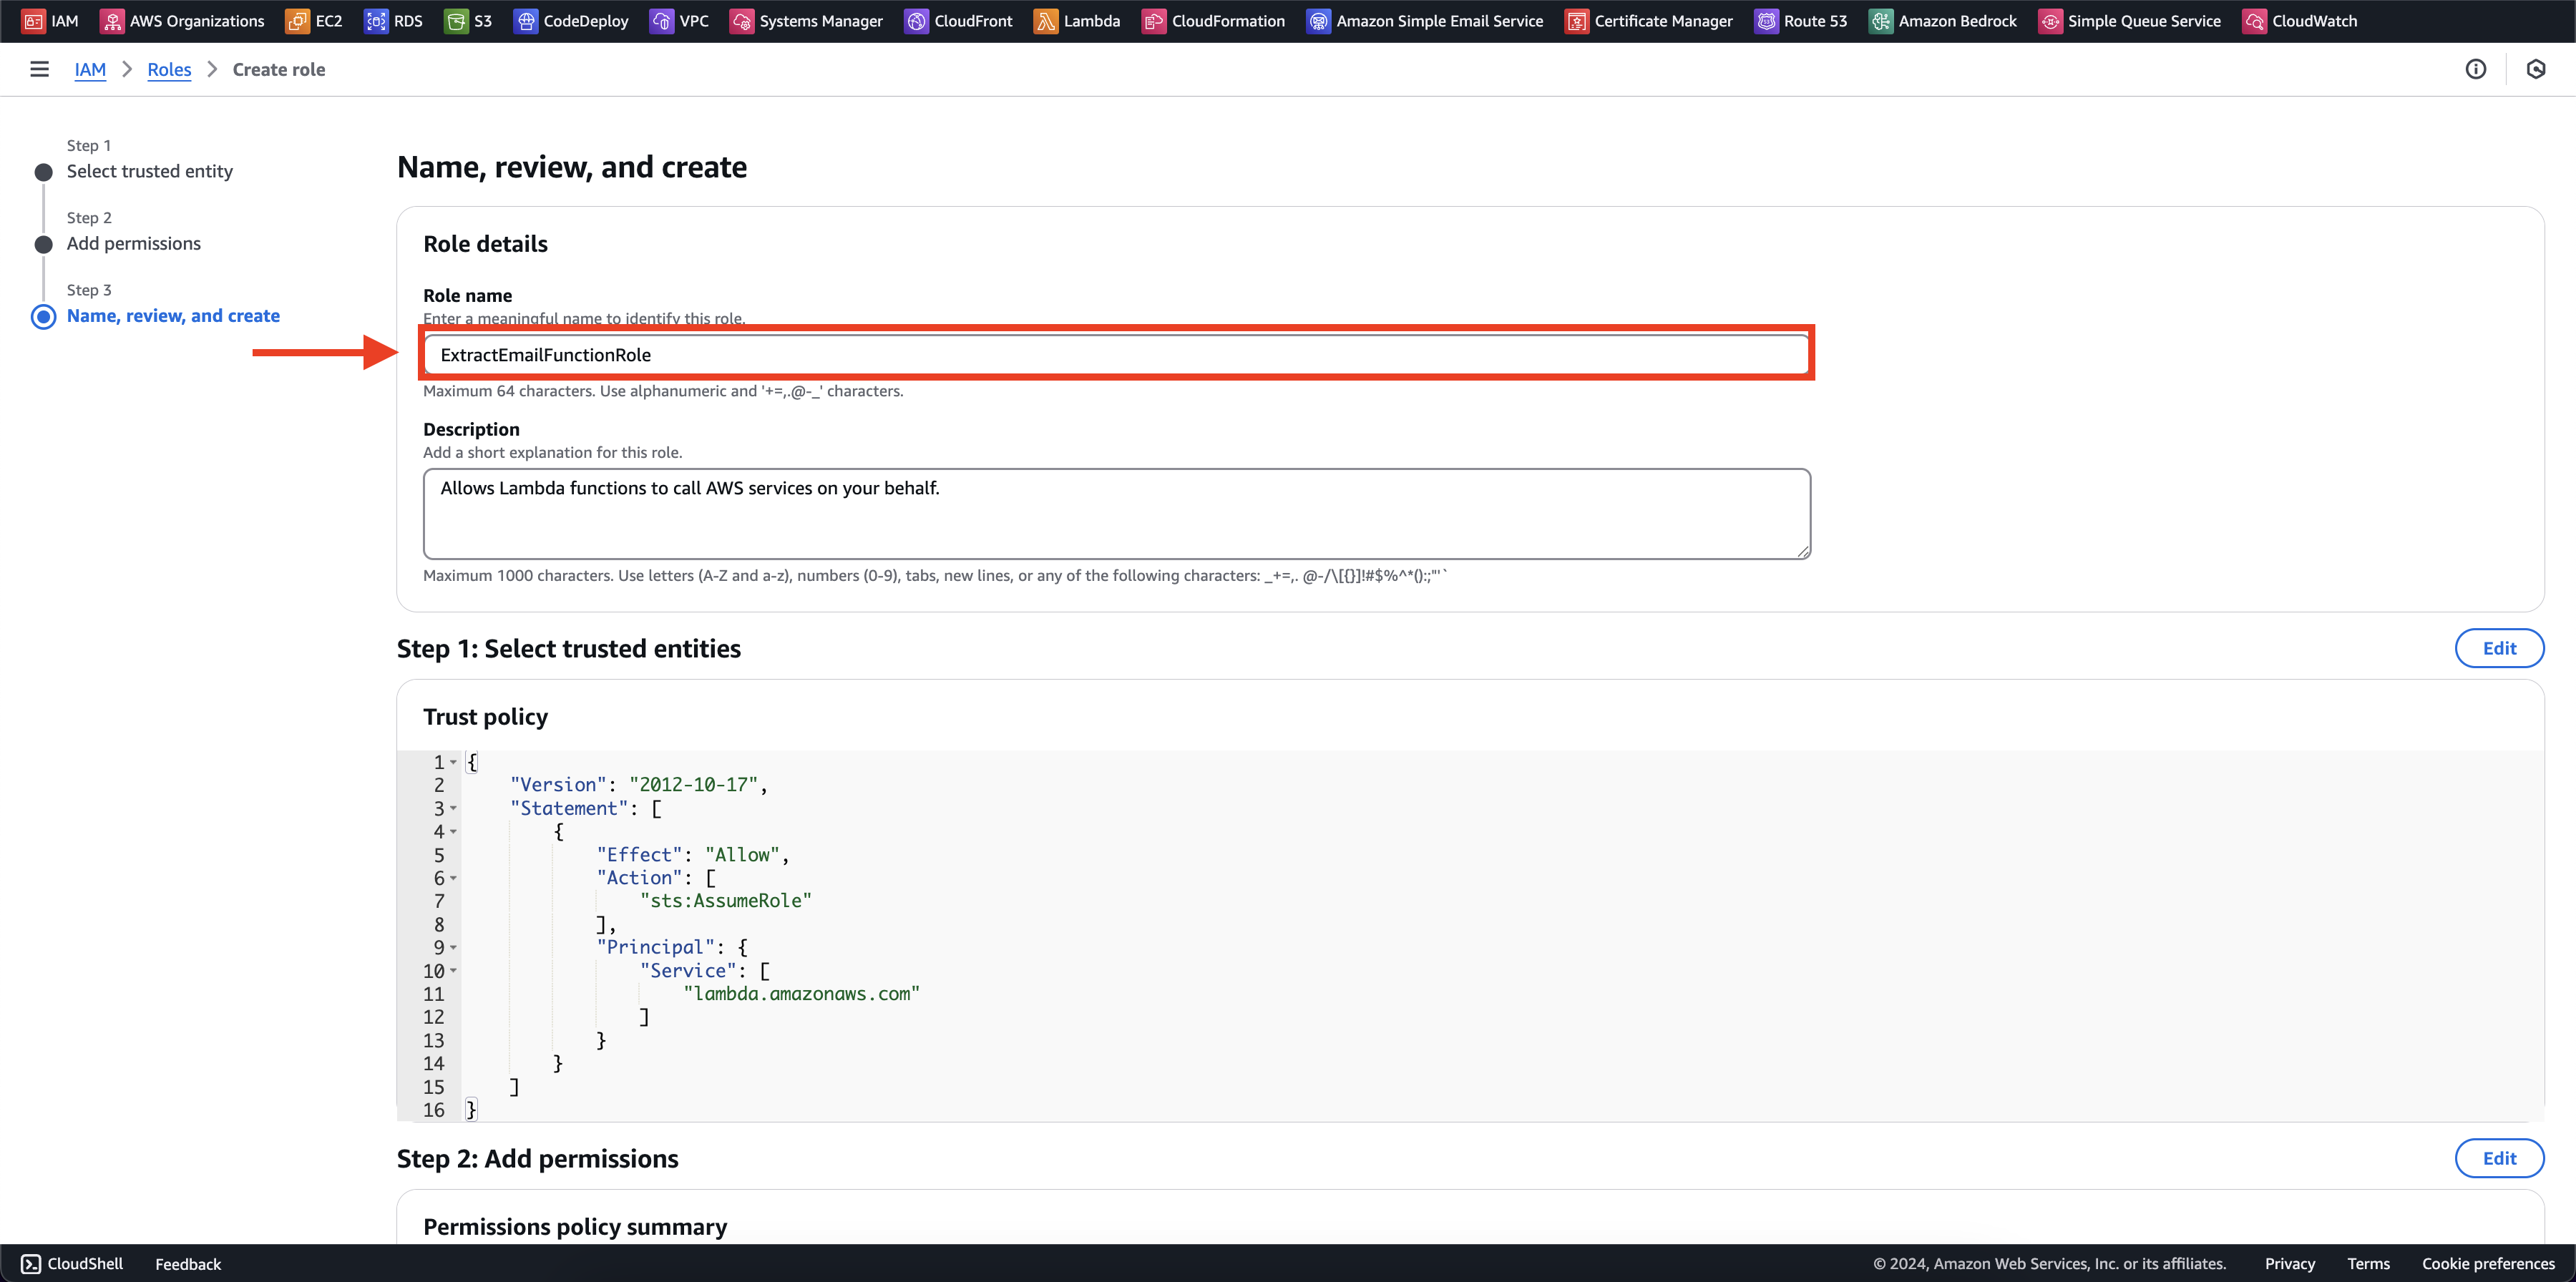 IAM AWS Organizations EC2 RDS S3 CodeDeploy VPC Systems Manager CloudFront Lambda CloudFormation Amazon Simple Email Service Certificate Manager Route 53 Amazon Bedrock Simple Queue Service CloudWatch
IAM > Roles > Create role
Step 1
Select trusted entity
Step 2
Add permissions
Step 3
Name, review, and create
Name, review, and create
Role details
Role name
Enter a meaningful name to identify this role.
ExtractEmailFunctionRole
Maximum 64 characters. Use alphanumeric and '+=,.@-_' characters.
Description
Add a short explanation for this role.
Allows Lambda functions to call AWS services on your behalf.
Maximum 1000 characters. Use letters (A-Z and a-z), numbers (0-9), tabs, new lines, or any of the following characters: _+=,. @-/\[{}]!#$%^*();:"'`
Step 1: Select trusted entities
Edit
Trust policy
1 {
2 "Version": "2012-10-17",
3 "Statement": [
4 {
5 "Effect": "Allow",
6 "Action": [
7 "sts:AssumeRole"
8 ],
9 "Principal": {
10 "Service": [
11 "lambda.amazonaws.com"
12 ]
13 }
14 }
15 ]
16 }
Step 2: Add permissions
Edit
Permissions policy summary
CloudShell Feedback © 2024, Amazon Web Services, Inc. or its affiliates. Privacy Terms Cookie preferences